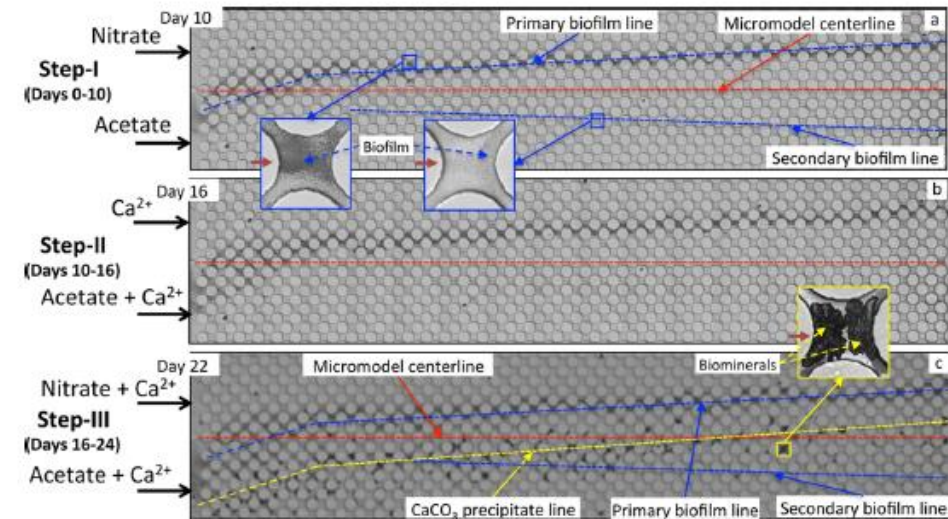 Day 10
a
Nitrate
Primary biofilm line
Micromodel centerline
Step-I
(Days 0-10)
Acetate
Biofilm
Secondary biofilm line
Day 16
b
Ca²⁺
Step-II
(Days 10-16)
Acetate + Ca²⁺
Biominerals
Day 22
c
Micromodel centerline
Nitrate + Ca²⁺
Step-III
(Days 16-24)
Acetate + Ca²⁺
CaCO₃ precipitate line
Primary biofilm line
Secondary biofilm line